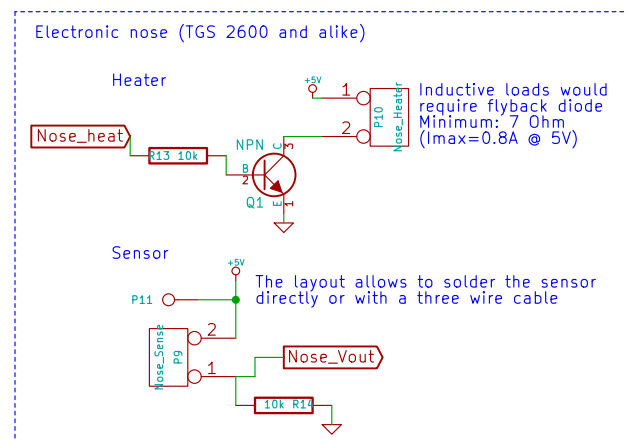 Electronic nose (TGS 2600 and alike)
Heater
+5V
1
2
P10
Nose_Heater
Inductive loads would
require flyback diode
Minimum: 7 Ohm
(Imax=0.8A @ 5V)
Nose_heat
R13 10k
NPN
C
3
B
2
Q1
E
1
Sensor
+5V
The layout allows to solder the sensor
directly or with a three wire cable
P11
2
Nose_Sense
P9
1
Nose_Vout
10k R14